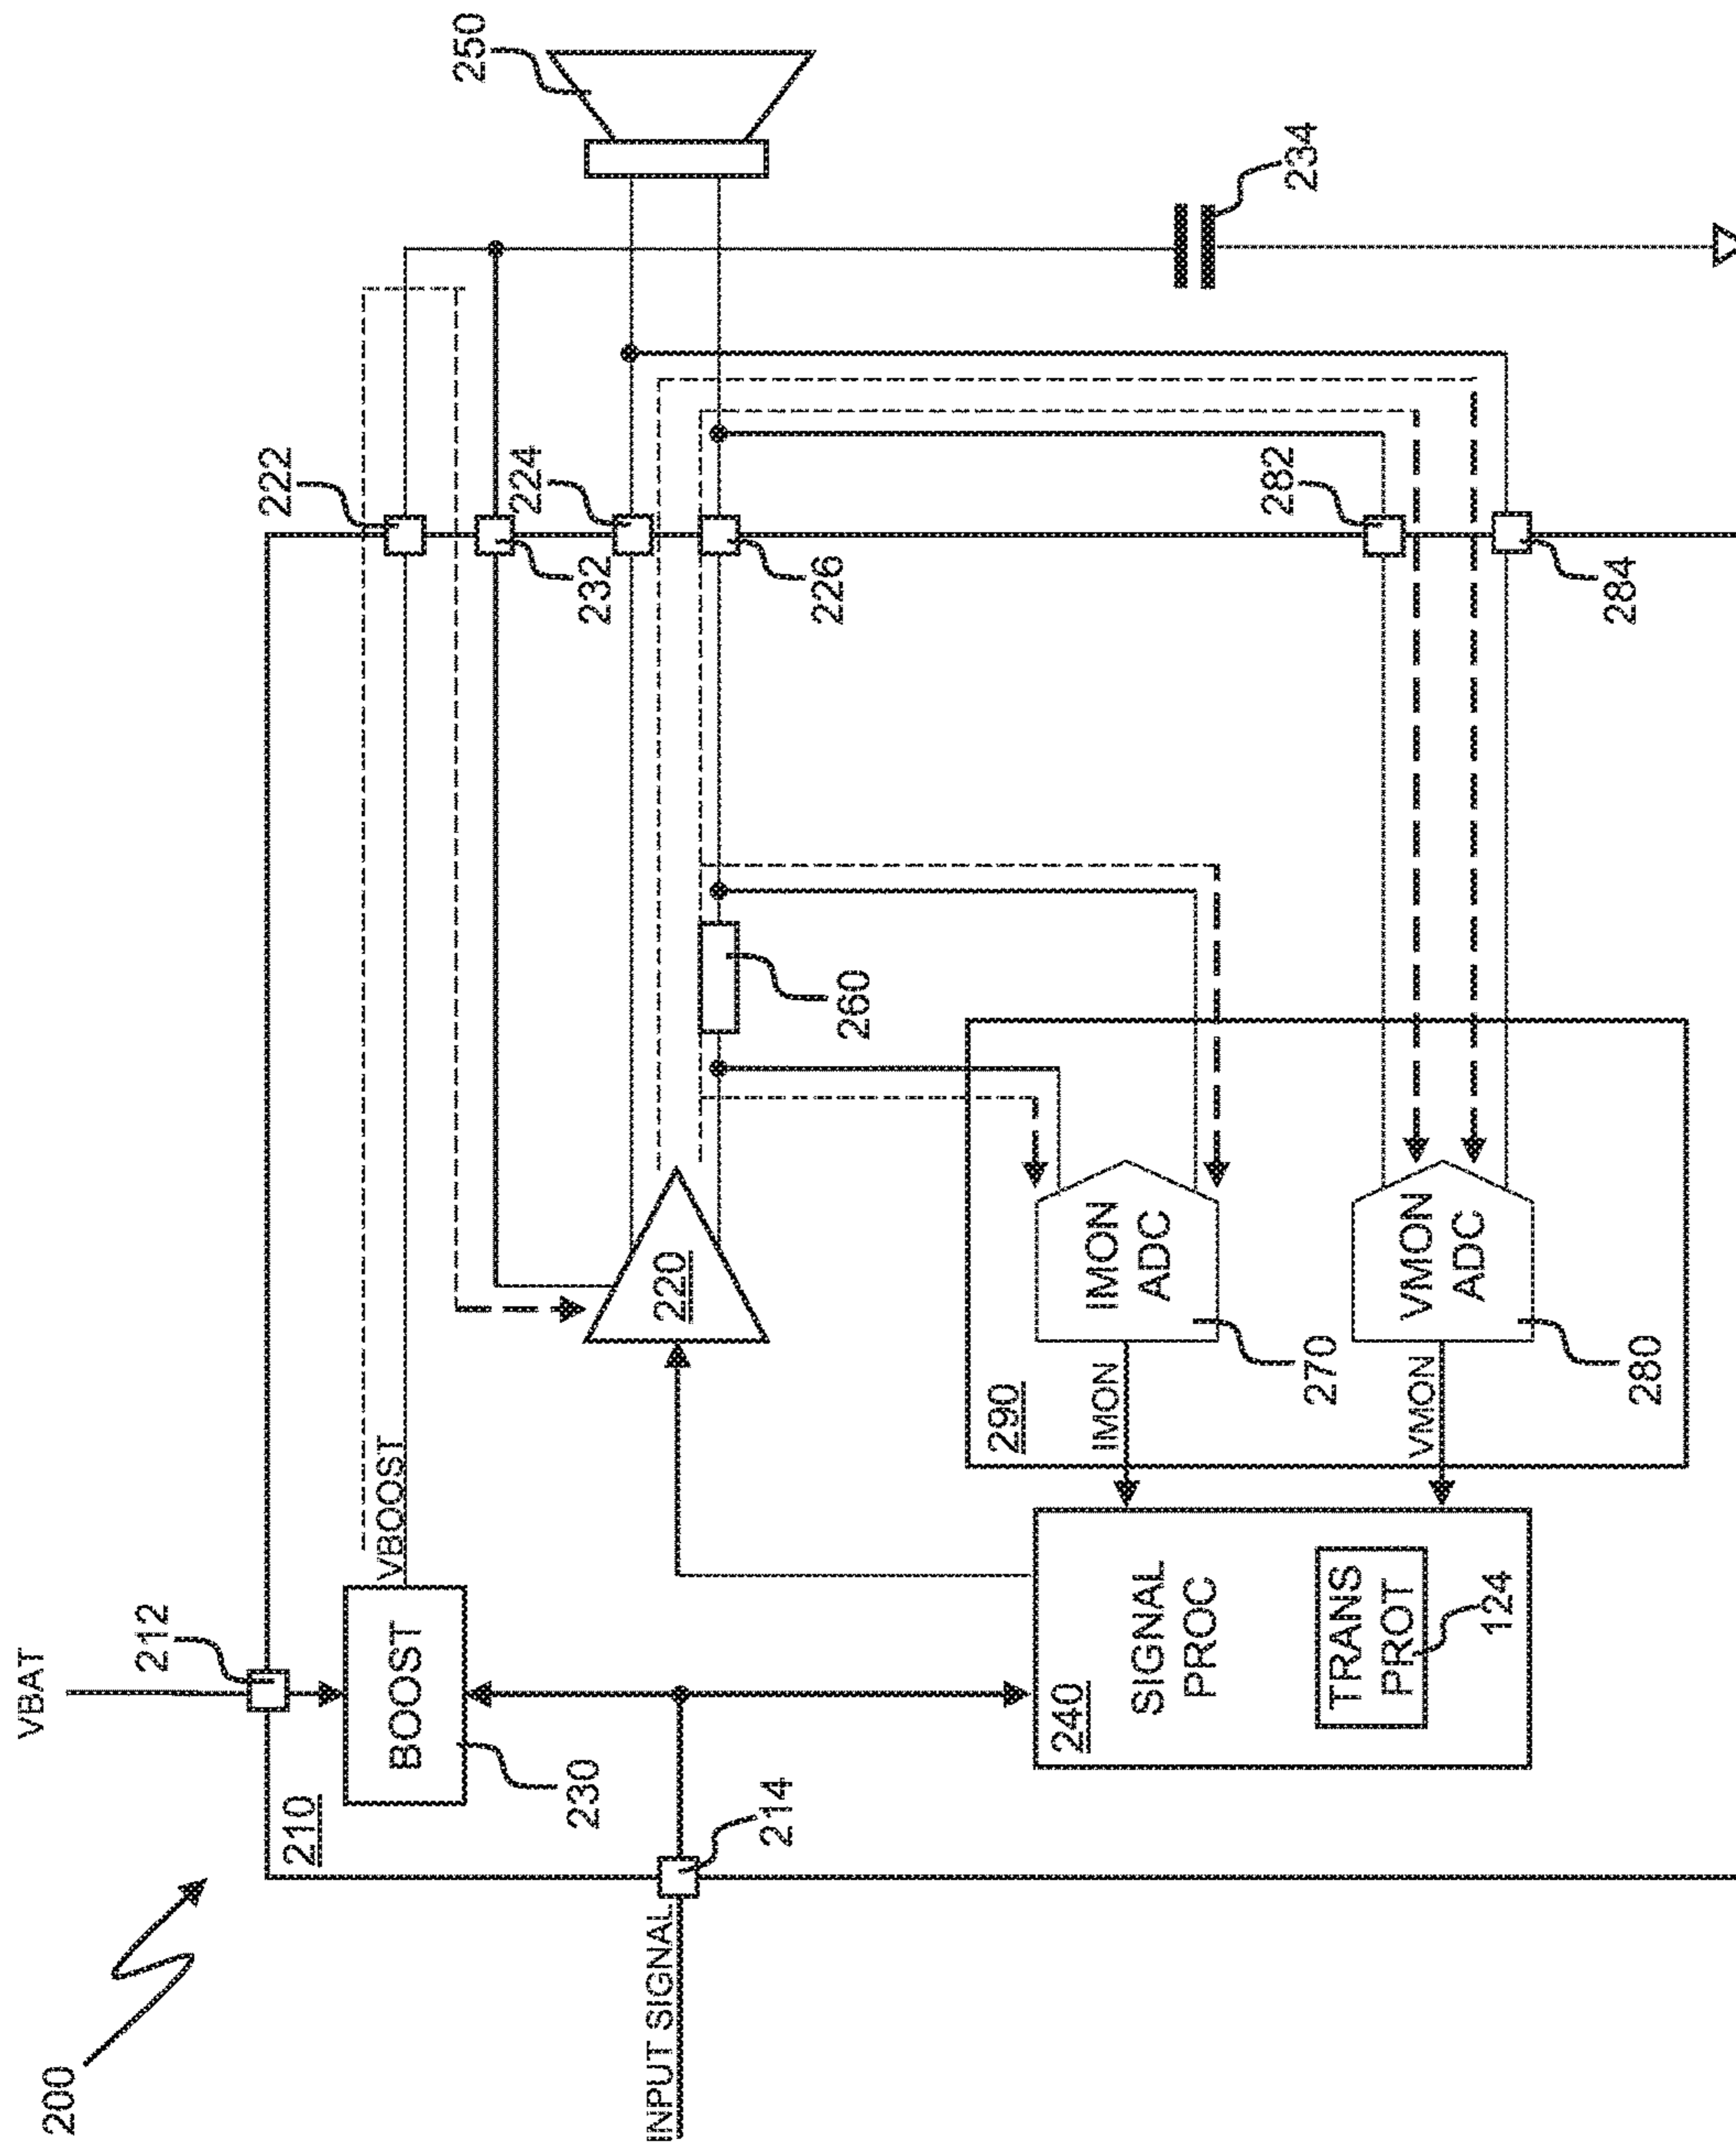 200
VBAT
212
210
BOOST
230
VBOOST
222
232
250
INPUT SIGNAL
214
220
224
226
260
234
240
SIGNAL
PROC
TRANS
PROT
124
290
IMON
IMON
ADC
270
VMON
VMON
ADC
280
282
284